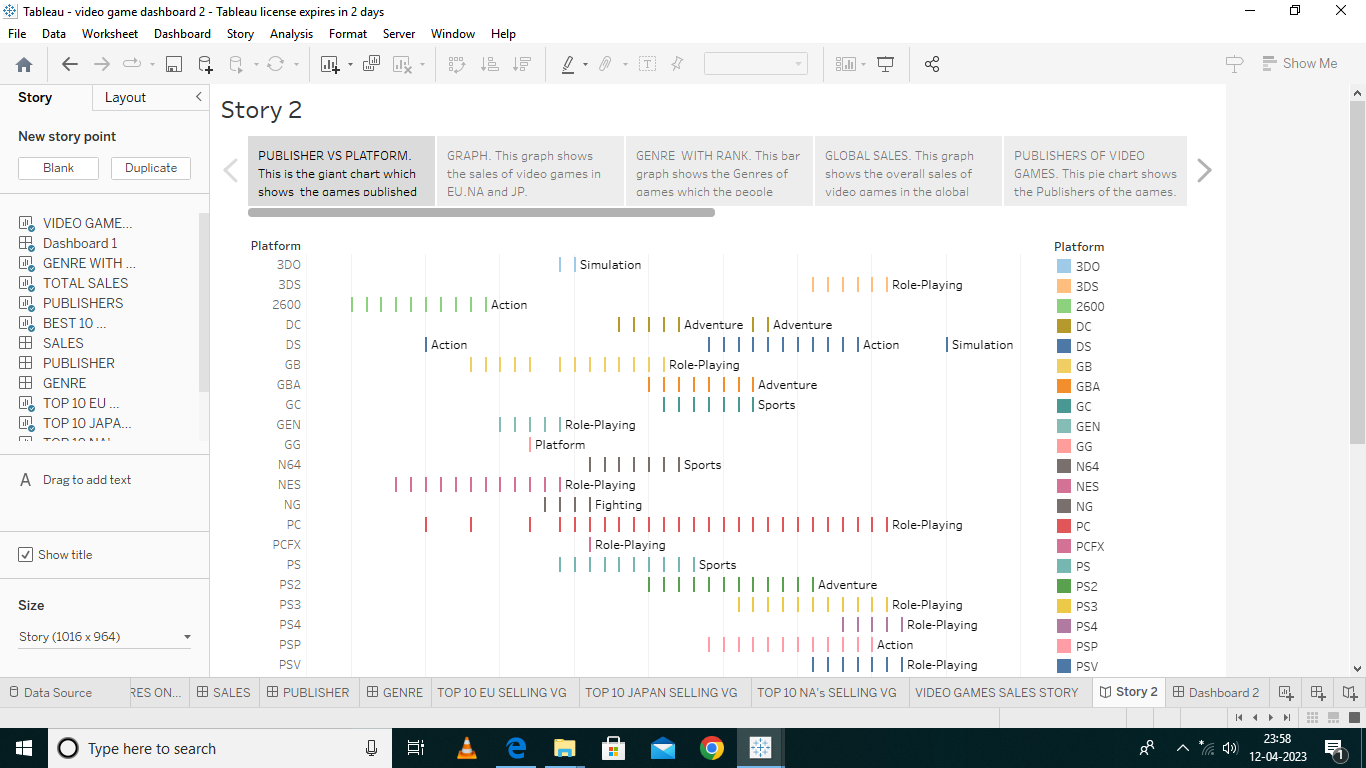 Tableau - video game dashboard 2 - Tableau license expires in 2 days
File Data Worksheet Dashboard Story Analysis Format Server Window Help
Show Me
Story Layout
New story point
Blank Duplicate
VIDEO GAME...
Dashboard 1
GENRE WITH ...
TOTAL SALES
PUBLISHERS
BEST 10 ...
SALES
PUBLISHER
GENRE
TOP 10 EU ...
TOP 10 JAPA...
A Drag to add text
Show title
Size
Story (1016 x 964)
Story 2
PUBLISHER VS PLATFORM.
This is the giant chart which
shows the games published
GRAPH. This graph shows
the sales of video games in
EU,NA and JP.
GENRE WITH RANK. This bar
graph shows the Genres of
games which the people
GLOBAL SALES. This graph
shows the overall sales of
video games in the global
PUBLISHERS OF VIDEO
GAMES. This pie chart shows
the Publishers of the games.
Platform
3DO Simulation
3DS Role-Playing
2600 Action
DC Adventure Adventure
DS Action Action Simulation
GB Role-Playing
GBA Adventure
GC Sports
GEN Role-Playing
GG Platform
N64 Sports
NES Role-Playing
NG Fighting
PC Role-Playing
PCFX Role-Playing
PS Sports
PS2 Adventure
PS3 Role-Playing
PS4 Role-Playing
PSP Action
PSV Role-Playing
Platform
3DO
3DS
2600
DC
DS
GB
GBA
GC
GEN
GG
N64
NES
NG
PC
PCFX
PS
PS2
PS3
PS4
PSP
PSV
Data Source RES ON... SALES PUBLISHER GENRE TOP 10 EU SELLING VG TOP 10 JAPAN SELLING VG TOP 10 NA's SELLING VG VIDEO GAMES SALES STORY Story 2 Dashboard 2
Type here to search
23:58
12-04-2023
1